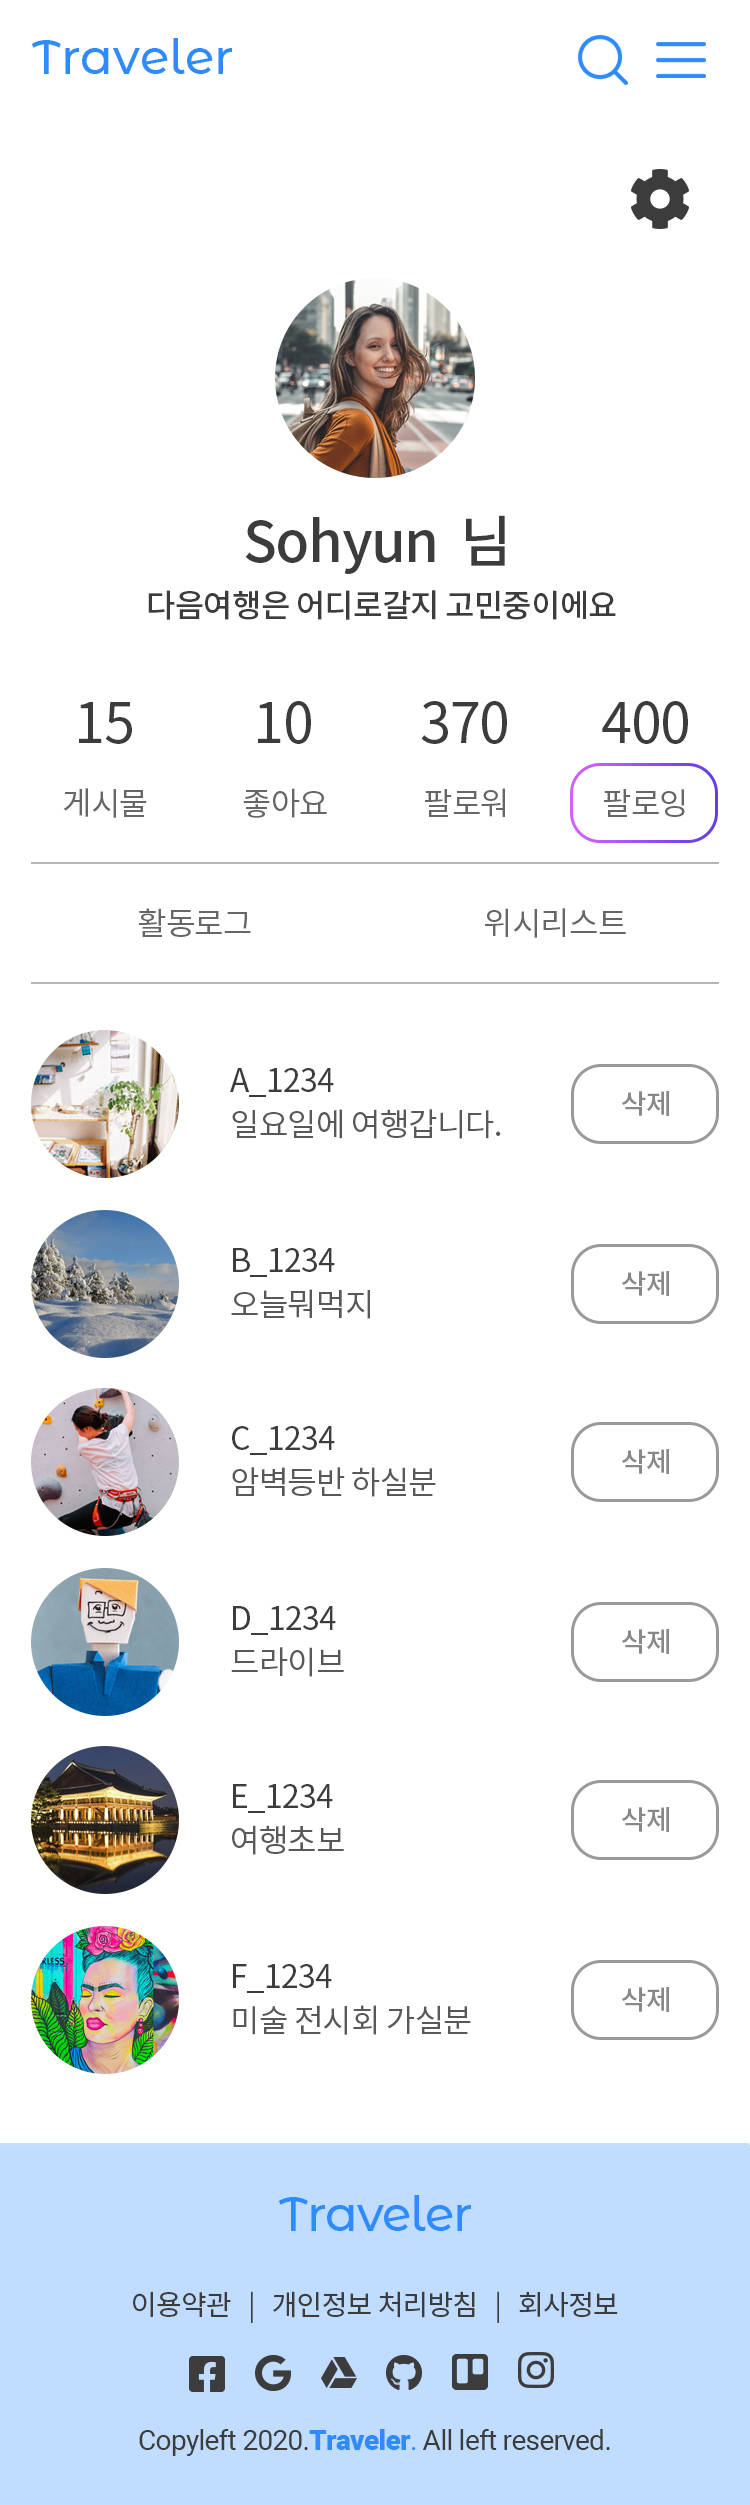 Traveler
Sohyun 님
다음여행은 어디로갈지 고민중이에요
15 10 370 400
게시물 좋아요 팔로워 팔로잉
활동로그 위시리스트
A_1234
일요일에 여행갑니다.
삭제
B_1234
오늘뭐먹지
삭제
C_1234
암벽등반 하실분
삭제
D_1234
드라이브
삭제
E_1234
여행초보
삭제
KLESS
F_1234
미술 전시회 가실분
삭제
Traveler
이용약관 | 개인정보 처리방침 | 회사정보
Copyleft 2020.Traveler. All left reserved.